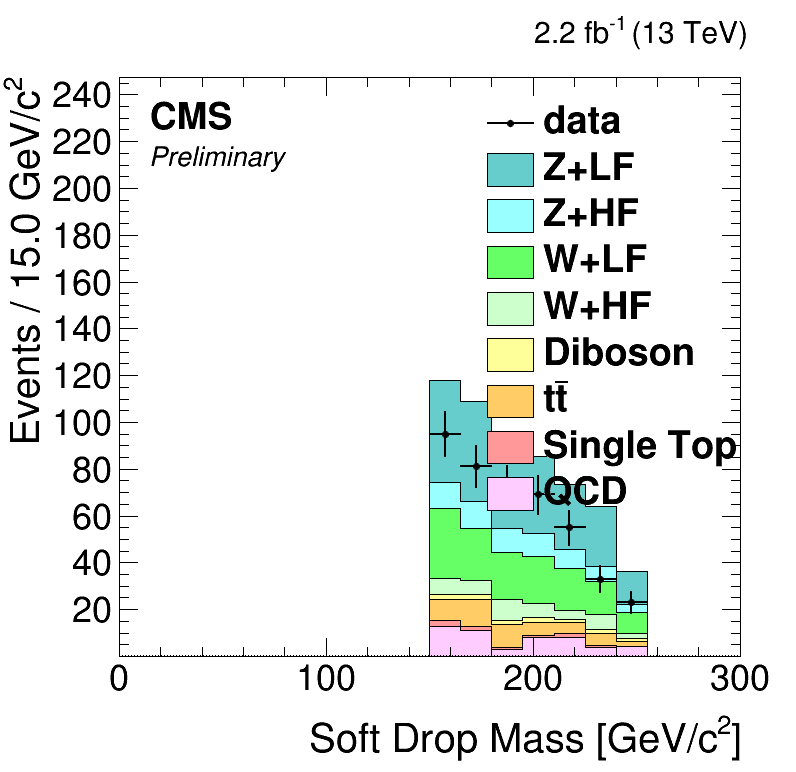 2.2 fb⁻¹ (13 TeV)
Events / 15.0 GeV/c²
240
220
200
180
160
140
120
100
80
60
40
20
CMS
Preliminary
data
Z+LF
Z+HF
W+LF
W+HF
Diboson
tt̄
Single Top
QCD
0 100 200 300
Soft Drop Mass [GeV/c²]